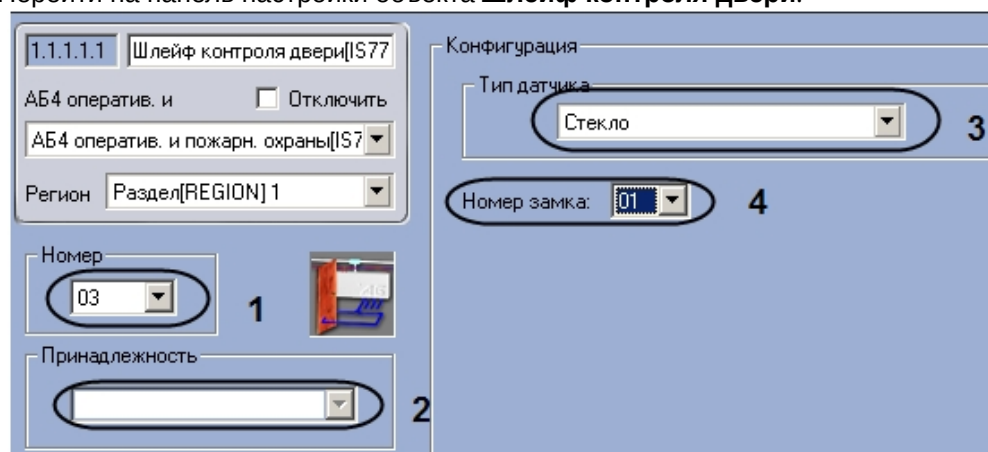 Перейти на панель настройки объекта Шлейф контроля двери.
1.1.1.1.1 Шлейф контроля двери[IS77
АБ4 оператив. и Отключить
АБ4 оператив. и пожарн. охраны[IS7
Регион Раздел[REGION] 1
Номер
03
1
Принадлежность
2
Конфигурация
Тип датчика
Стекло
3
Номер замка: 01
4